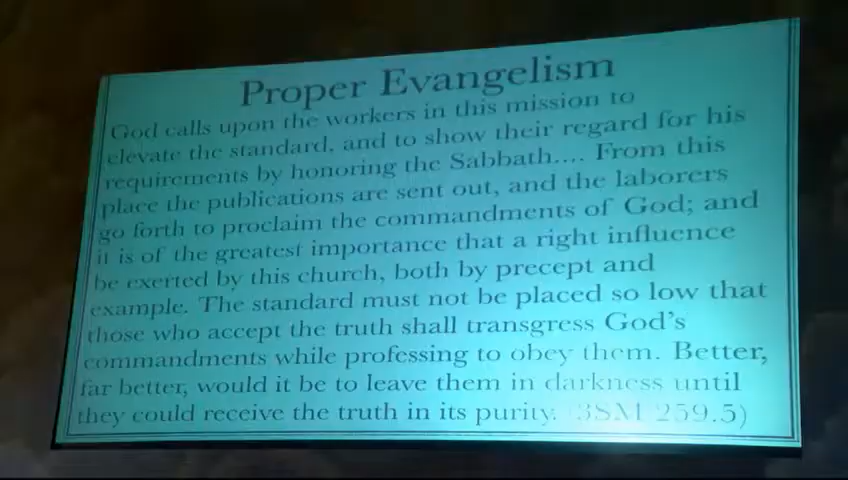 Proper Evangelism
God calls upon the workers in this mission to
elevate the standard, and to show their regard for his
requirements by honoring the Sabbath.... From this
place the publications are sent out, and the laborers
go forth to proclaim the commandments of God; and
it is of the greatest importance that a right influence
be exerted by this church, both by precept and
example. The standard must not be placed so low that
those who accept the truth shall transgress God's
commandments while professing to obey them. Better,
far better, would it be to leave them in darkness until
they could receive the truth in its purity. (3SM 259.5)